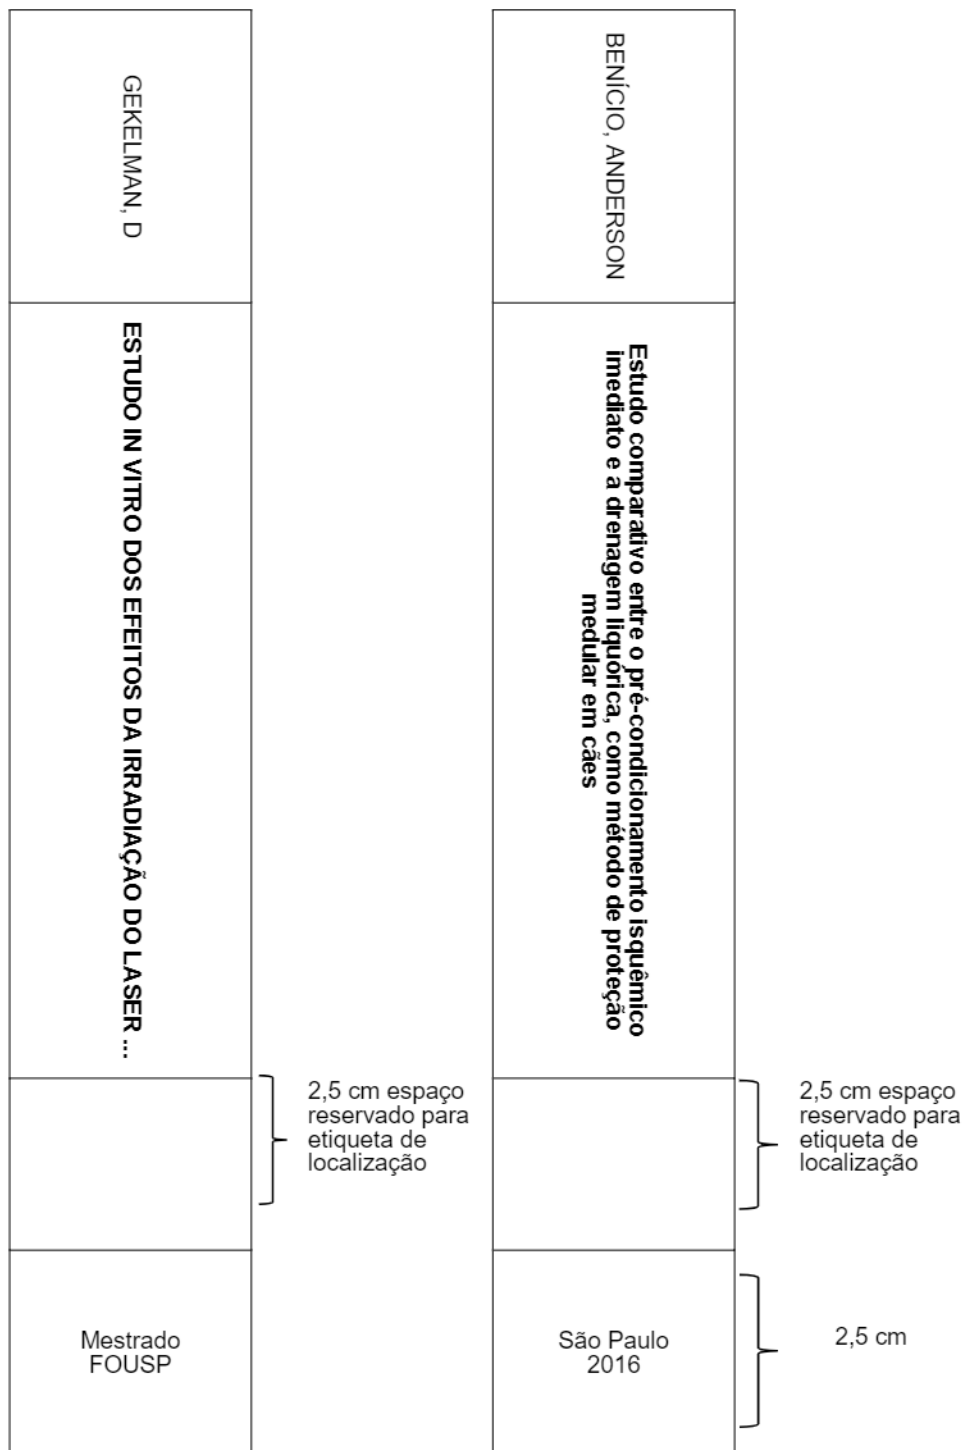 GEKELMAN, D
ESTUDO IN VITRO DOS EFEITOS DA IRRADIAÇÃO DO LASER ...
2,5 cm espaço
reservado para
etiqueta de
localização
Mestrado
FOUSP
BENÍCIO, ANDERSON
Estudo comparativo entre o pré-condicionamento isquêmico
imediato e a drenagem liquórica, como método de proteção
medular em cães
2,5 cm espaço
reservado para
etiqueta de
localização
São Paulo
2016
2,5 cm